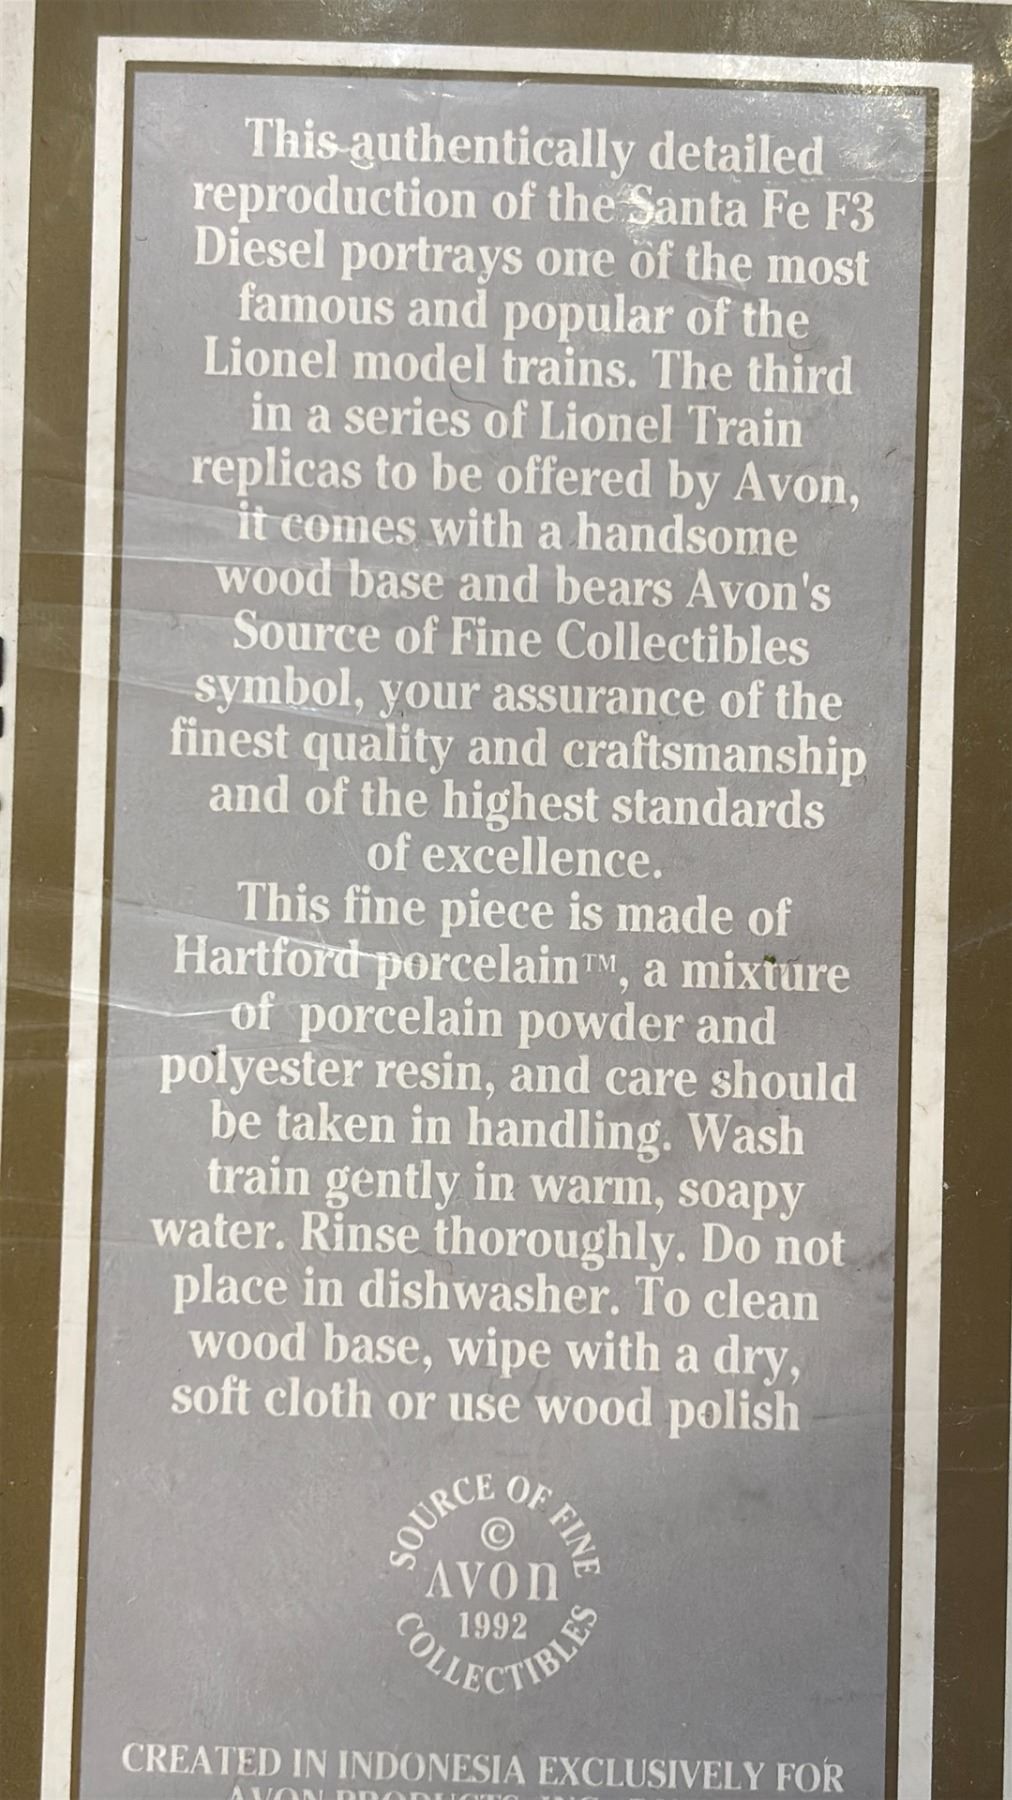 This authentically detailed
reproduction of the Santa Fe F3
Diesel portrays one of the most
famous and popular of the
Lionel model trains. The third
in a series of Lionel Train
replicas to be offered by Avon,
it comes with a handsome
wood base and bears Avon's
Source of Fine Collectibles
symbol, your assurance of the
finest quality and craftsmanship
and of the highest standards
of excellence.
This fine piece is made of
Hartford porcelain™, a mixture
of porcelain powder and
polyester resin, and care should
be taken in handling. Wash
train gently in warm, soapy
water. Rinse thoroughly. Do not
place in dishwasher. To clean
wood base, wipe with a dry,
soft cloth or use wood polish
SOURCE OF FINE
©
AVON
1992
COLLECTIBLES
CREATED IN INDONESIA EXCLUSIVELY FOR
AVON PRODUCTS, INC.